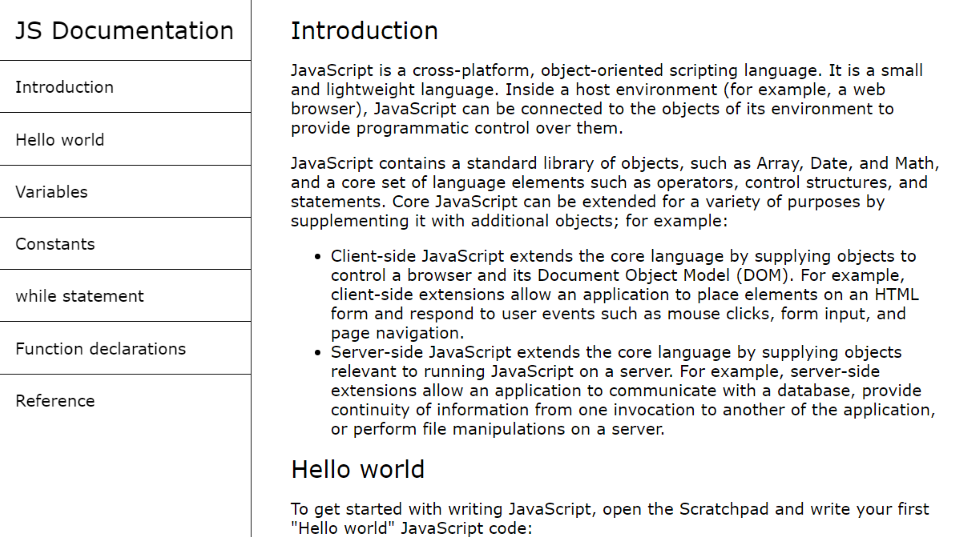 JS Documentation
Introduction
Hello world
Variables
Constants
while statement
Function declarations
Reference
Introduction
JavaScript is a cross-platform, object-oriented scripting language. It is a small
and lightweight language. Inside a host environment (for example, a web
browser), JavaScript can be connected to the objects of its environment to
provide programmatic control over them.
JavaScript contains a standard library of objects, such as Array, Date, and Math,
and a core set of language elements such as operators, control structures, and
statements. Core JavaScript can be extended for a variety of purposes by
supplementing it with additional objects; for example:
• Client-side JavaScript extends the core language by supplying objects to
control a browser and its Document Object Model (DOM). For example,
client-side extensions allow an application to place elements on an HTML
form and respond to user events such as mouse clicks, form input, and
page navigation.
• Server-side JavaScript extends the core language by supplying objects
relevant to running JavaScript on a server. For example, server-side
extensions allow an application to communicate with a database, provide
continuity of information from one invocation to another of the application,
or perform file manipulations on a server.
Hello world
To get started with writing JavaScript, open the Scratchpad and write your first
"Hello world" JavaScript code: